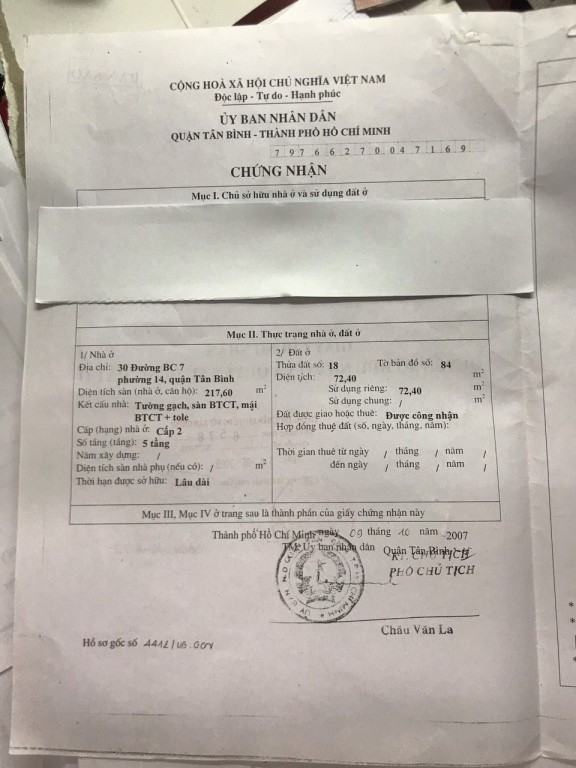 CỘNG HOÀ XÃ HỘI CHỦ NGHĨA VIỆT NAM
Độc lập - Tự do - Hạnh phúc
ỦY BAN NHÂN DÂN
QUẬN TÂN BÌNH - THÀNH PHỐ HỒ CHÍ MINH
7 9 7 6 6 2 7 0 0 4 7 1 6 9
CHỨNG NHẬN
Mục I. Chủ sở hữu nhà ở và sử dụng đất ở
Mục II. Thực trạng nhà ở, đất ở
1/ Nhà ở
Địa chỉ: 30 Đường BC 7
phường 14, quận Tân Bình
Diện tích sàn (nhà ở, căn hộ): 217,60 m²
Kết cấu nhà: Tường gạch, sàn BTCT, mái
BTCT + tole
Cấp (hạng) nhà ở: Cấp 2
Số tầng (tầng): 5 tầng
Năm xây dựng: /
Diện tích sàn nhà phụ (nếu có): / m²
Thời hạn được sở hữu: Lâu dài
2/ Đất ở
Thửa đất số: 18 Tờ bản đồ số: 84
Diện tích: 72,40 m²
Sử dụng riêng: 72,40 m²
Sử dụng chung: / m²
Đất được giao hoặc thuê: Được công nhận
Hợp đồng thuê đất (số, ngày, tháng, năm):
Thời gian thuê từ ngày / tháng / năm /
đến ngày / tháng / năm /
Mục III, Mục IV ở trang sau là thành phần của giấy chứng nhận này
Thành phố Hồ Chí Minh ngày 09 tháng 10 năm 2007
TM. Ủy ban nhân dân Quận Tân Bình
KT. CHỦ TỊCH
PHÓ CHỦ TỊCH
Châu Văn La
Hồ sơ gốc số